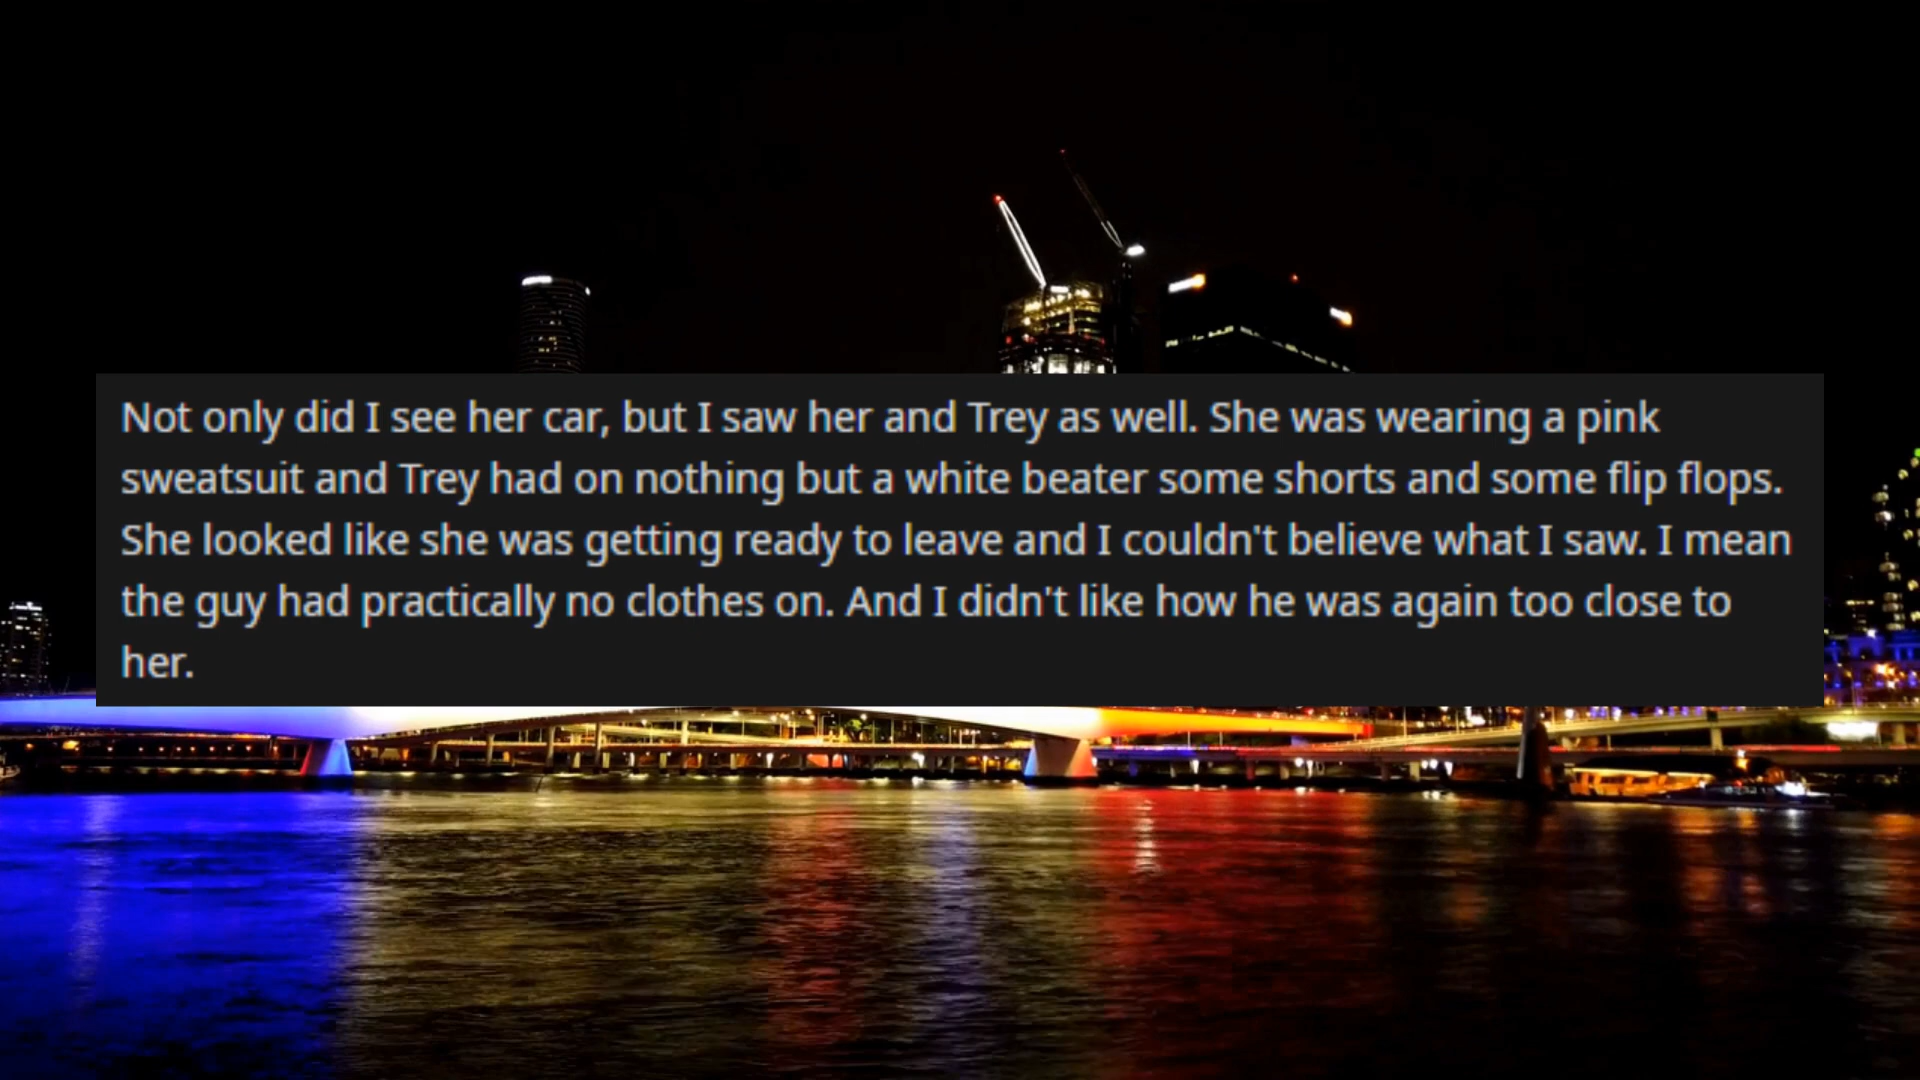 Not only did I see her car, but I saw her and Trey as well. She was wearing a pink
sweatsuit and Trey had on nothing but a white beater some shorts and some flip flops.
She looked like she was getting ready to leave and I couldn't believe what I saw. I mean
the guy had practically no clothes on. And I didn't like how he was again too close to
her.